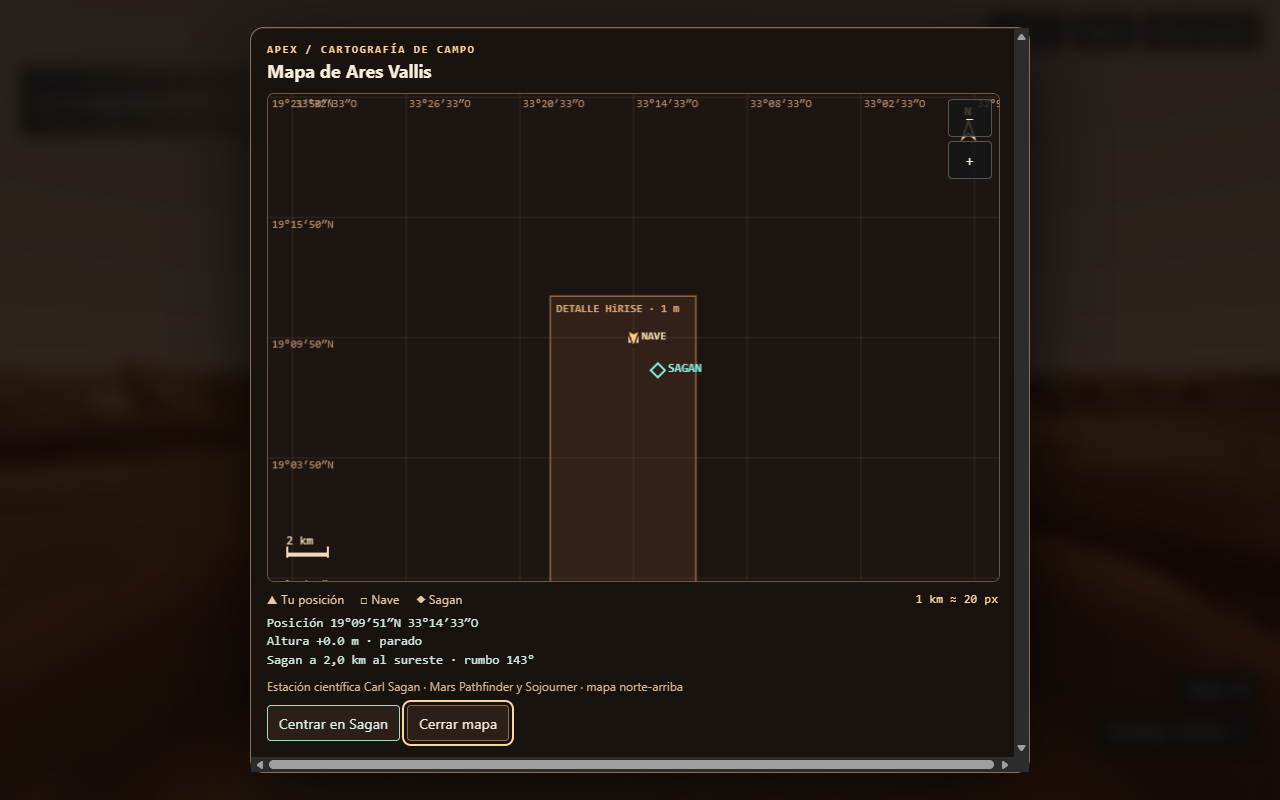 APEX / CARTOGRAFÍA DE CAMPO
Mapa de Ares Vallis
33°26′33″O 33°20′33″O 33°14′33″O 33°08′33″O 33°02′33″O
N
−
+
19°15′50″N
DETALLE HiRISE · 1 m
NAVE
19°09′50″N
SAGAN
19°03′50″N
2 km
▲ Tu posición □ Nave ◆ Sagan 1 km ≈ 20 px
Posición 19°09′51″N 33°14′33″O
Altura +0.0 m · parado
Sagan a 2,0 km al sureste · rumbo 143°
Estación científica Carl Sagan · Mars Pathfinder y Sojourner · mapa norte-arriba
Centrar en Sagan Cerrar mapa